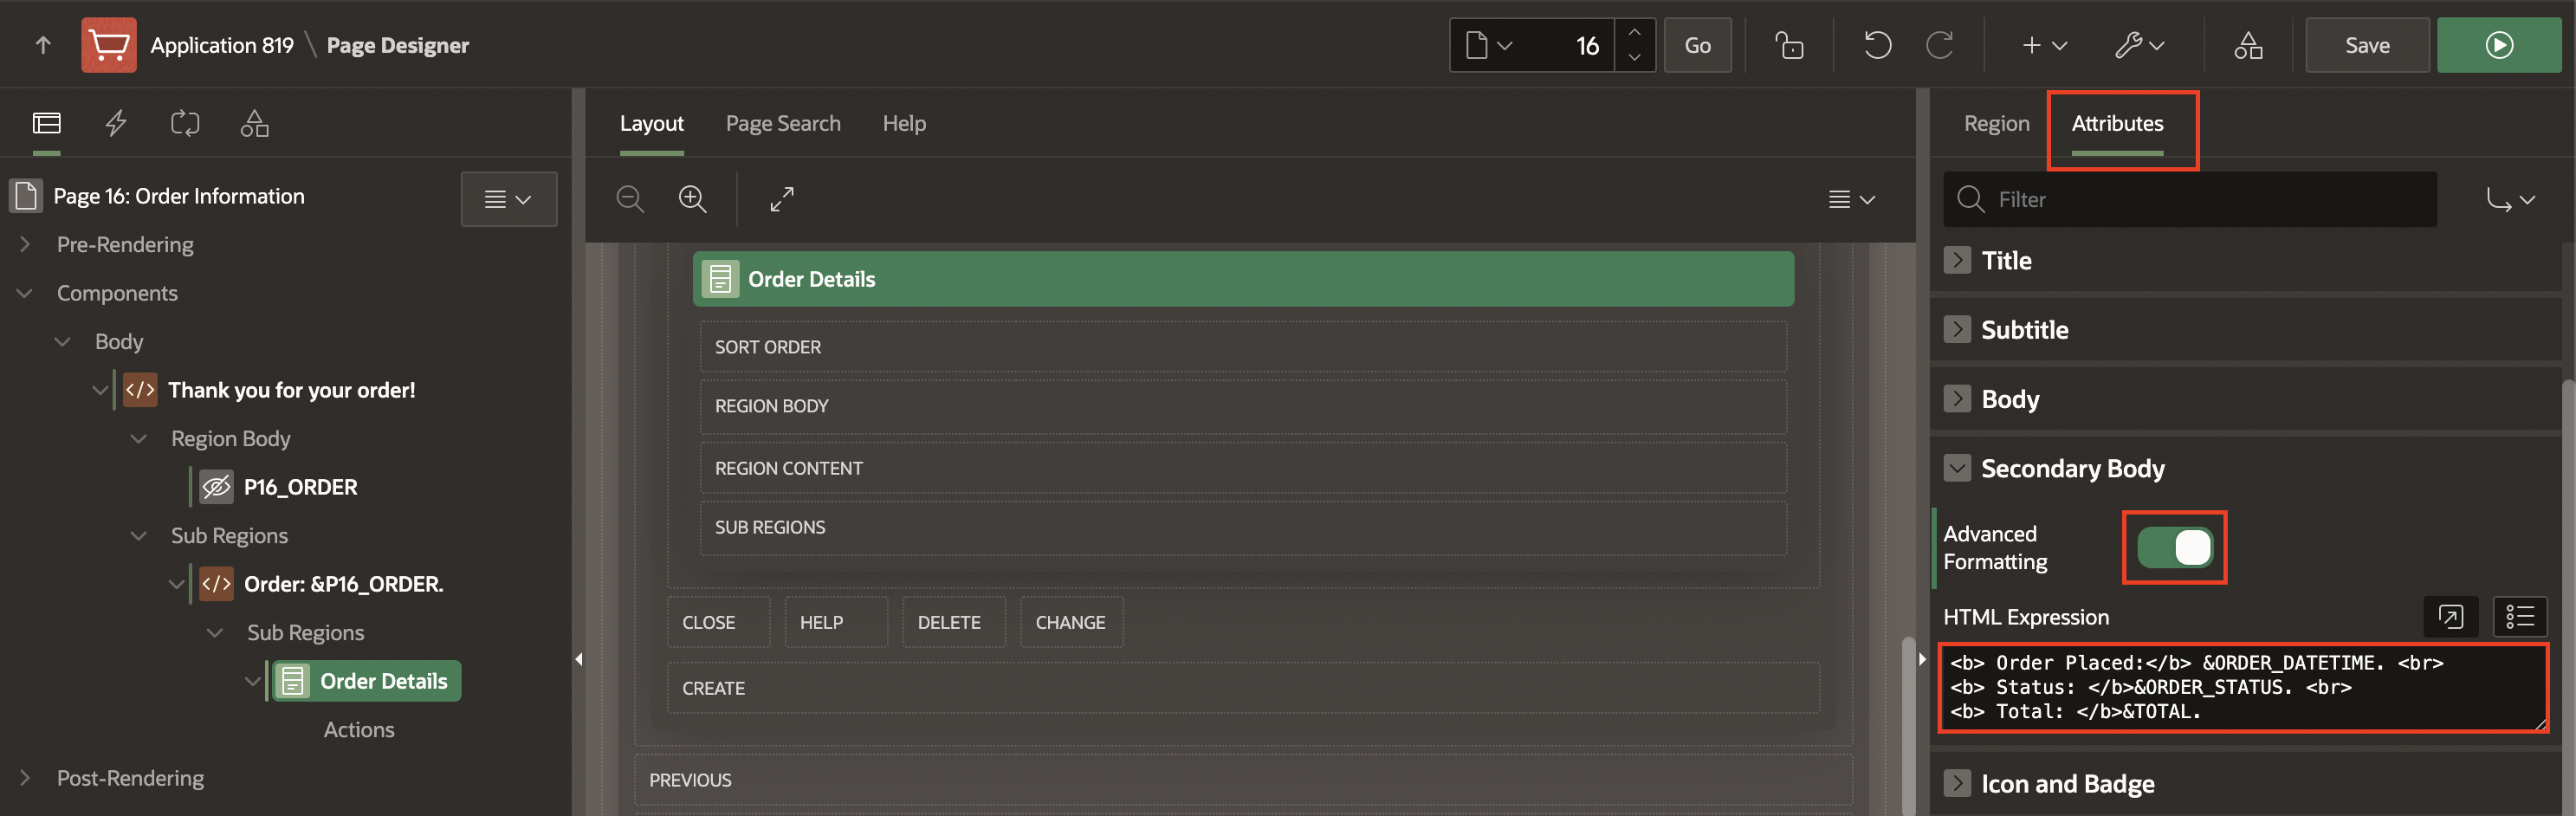 Application 819 \ Page Designer
16
Go
Save
Page 16: Order Information
Pre-Rendering
Components
Body
</> Thank you for your order!
Region Body
P16_ORDER
Sub Regions
</> Order: &P16_ORDER.
Sub Regions
Order Details
Actions
Post-Rendering
Layout Page Search Help
Order Details
SORT ORDER
REGION BODY
REGION CONTENT
SUB REGIONS
CLOSE HELP DELETE CHANGE
CREATE
PREVIOUS
Region Attributes
Filter
Title
Subtitle
Body
Secondary Body
Advanced
Formatting
HTML Expression
<b> Order Placed:</b> &ORDER_DATETIME. <br>
<b> Status: </b>&ORDER_STATUS. <br>
<b> Total: </b>&TOTAL.
Icon and Badge